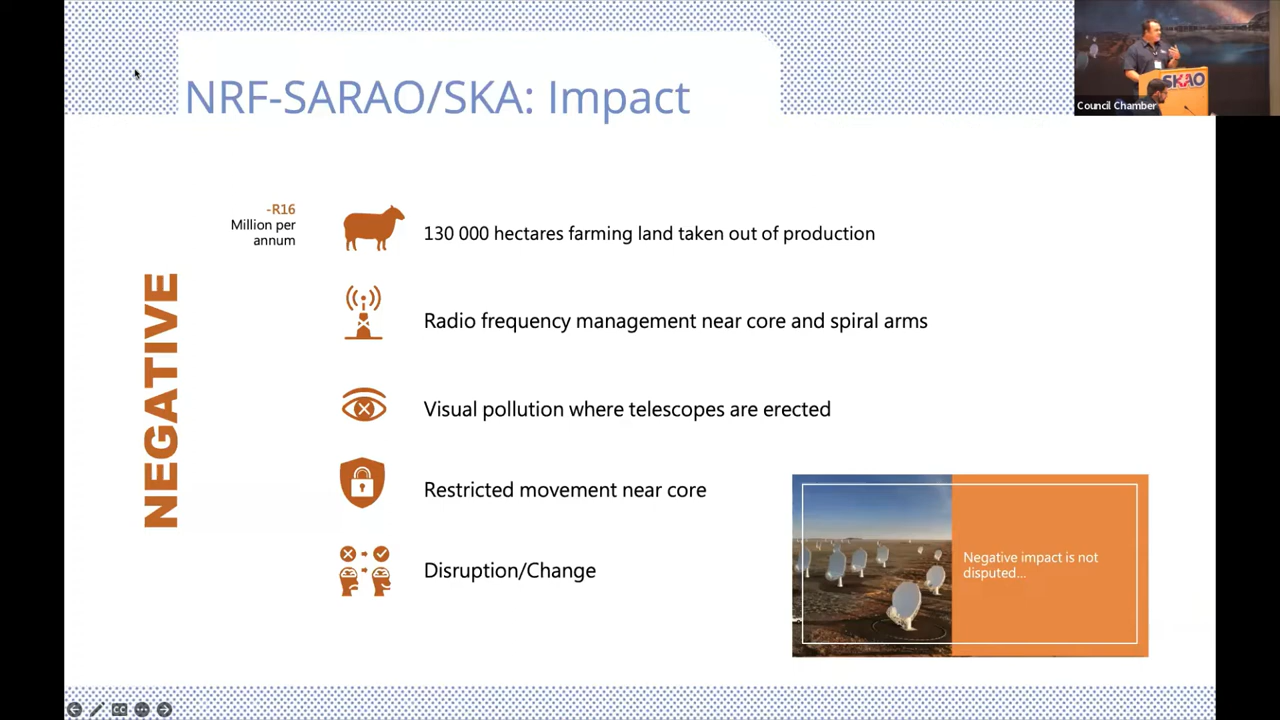 NRF-SARAO/SKA: Impact
SKAO
Council Chamber
-R16
Million per
annum
130 000 hectares farming land taken out of production
NEGATIVE
Radio frequency management near core and spiral arms
Visual pollution where telescopes are erected
Restricted movement near core
Negative impact is not
disputed...
Disruption/Change
CC